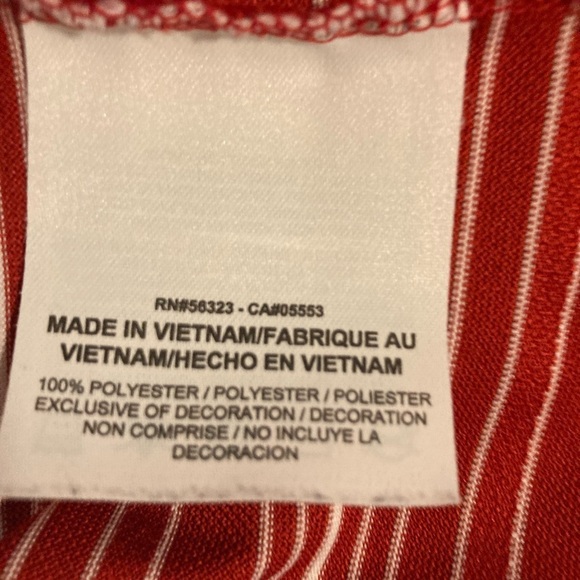 RN#56323 - CA#05553
MADE IN VIETNAM/FABRIQUE AU
VIETNAM/HECHO EN VIETNAM
100% POLYESTER / POLYESTER / POLIESTER
EXCLUSIVE OF DECORATION / DECORATION
NON COMPRISE / NO INCLUYE LA
DECORACION